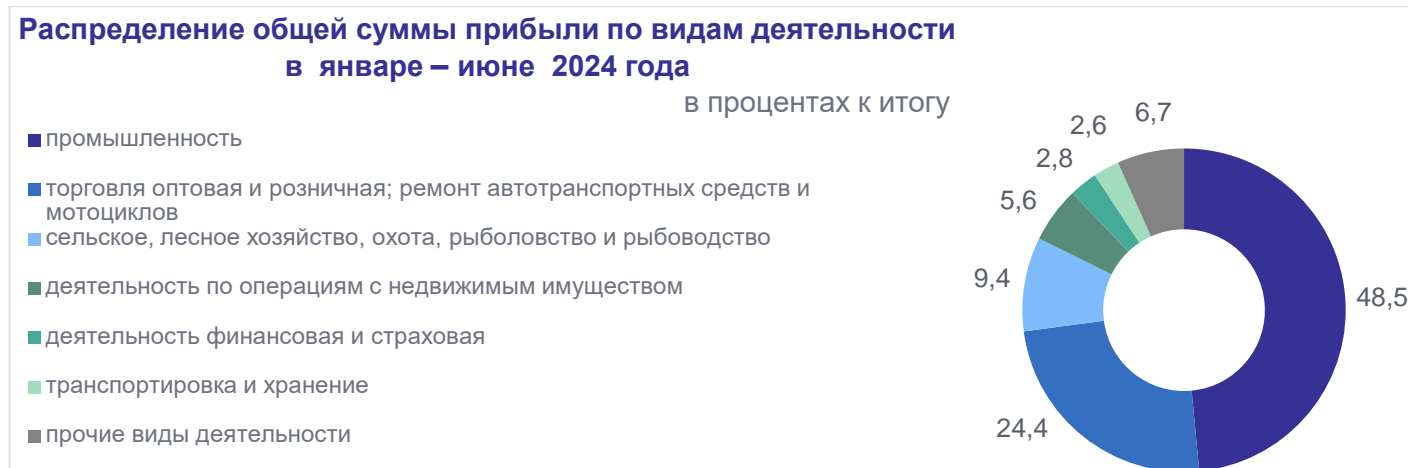 Распределение общей суммы прибыли по видам деятельности
в январе – июне 2024 года
в процентах к итогу
промышленность
торговля оптовая и розничная; ремонт автотранспортных средств и
мотоциклов
сельское, лесное хозяйство, охота, рыболовство и рыбоводство
деятельность по операциям с недвижимым имуществом
деятельность финансовая и страховая
транспортировка и хранение
прочие виды деятельности
6,7
2,6
2,8
5,6
9,4
48,5
24,4